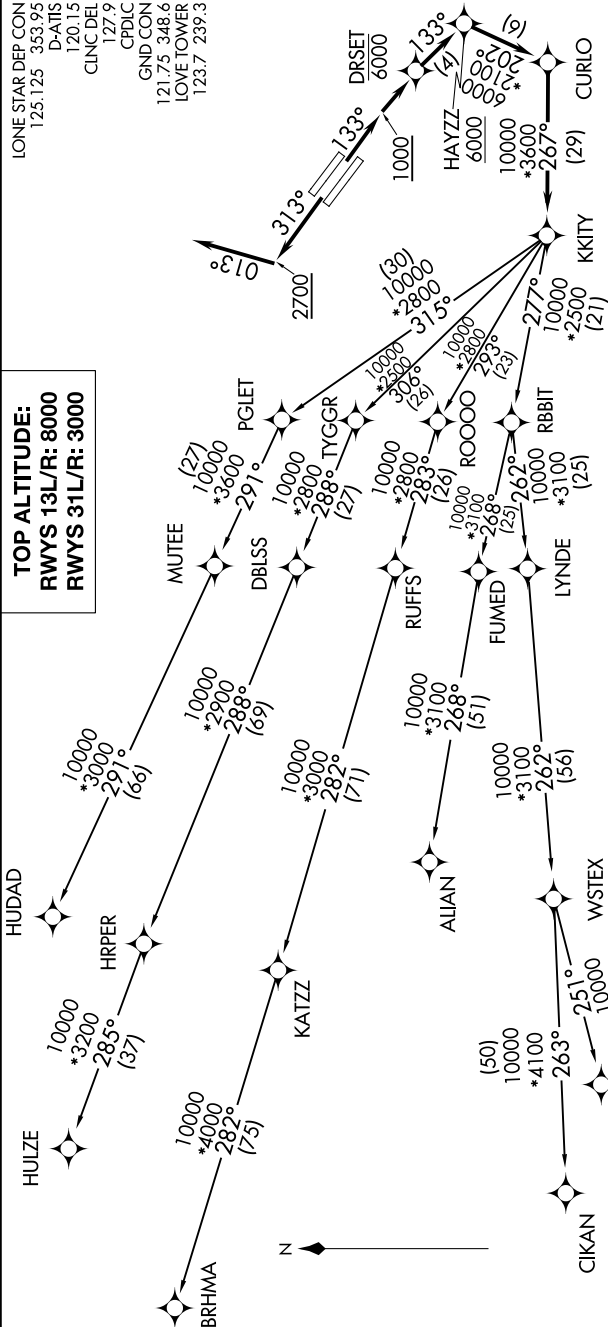 LONE STAR DEP CON
125.125 353.95
D-ATIS
120.15
CLNC DEL
127.9
CPDLC
GND CON
121.75 348.6
LOVE TOWER
123.7 239.3
TOP ALTITUDE:
RWYS 13L/R: 8000
RWYS 31L/R: 3000
013°
2700
313°
133°
1000
DRSET
6000
133°
(4)
HAYZZ
6000
6000
*2100
202°
(9)
CURLO
10000
*3600
267°
(29)
KKITY
(30)
10000
*2800
315°
PGLET
10000
*2500
306°
(26)
TYGGR
10000
*2800
293°
(23)
ROOOO
277°
10000
*2500
(21)
RBBIT
(27)
10000
*3600
291°
MUTEE
10000
*2800
288°
(27)
DBLSS
10000
*2800
283°
(26)
RUFFS
10000
*3100
268°
(25)
FUMED
262°
10000
*3100
(25)
LYNDE
10000
*3000
291°
(66)
HUDAD
10000
*2900
288°
(69)
HRPER
10000
*3000
282°
(71)
KATZZ
10000
*3100
268°
(51)
ALIAN
10000
*3100
262°
(56)
WSTEX
10000
*3200
285°
(37)
HULZE
10000
*4000
282°
(75)
BRHMA
(50)
10000
*4100
263°
CIKAN
251°
10000
N